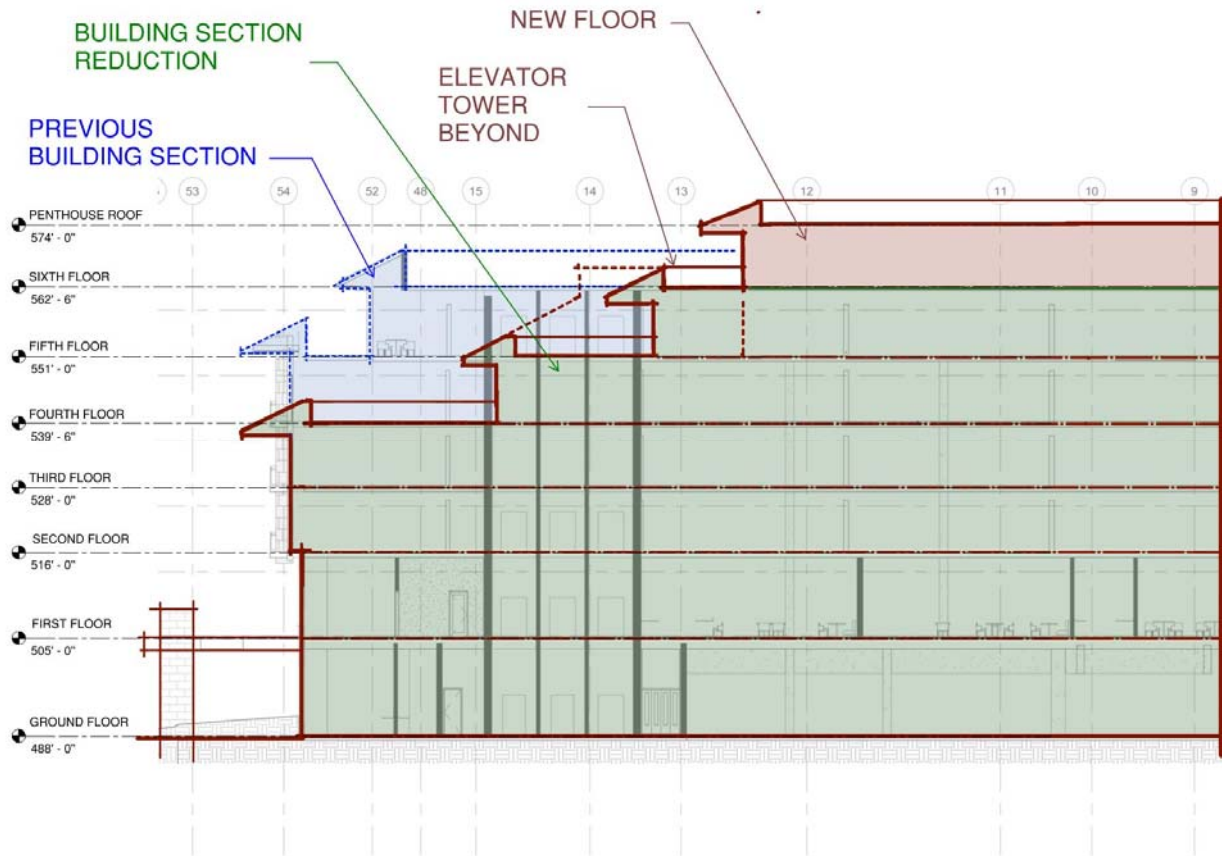 NEW FLOOR
BUILDING SECTION
REDUCTION
ELEVATOR
TOWER
BEYOND
PREVIOUS
BUILDING SECTION
53 54 52 48 15 14 13 12 11 10 9
PENTHOUSE ROOF
574' - 0"
SIXTH FLOOR
562' - 6"
FIFTH FLOOR
551' - 0"
FOURTH FLOOR
539' - 6"
THIRD FLOOR
528' - 0"
SECOND FLOOR
516' - 0"
FIRST FLOOR
505' - 0"
GROUND FLOOR
488' - 0"